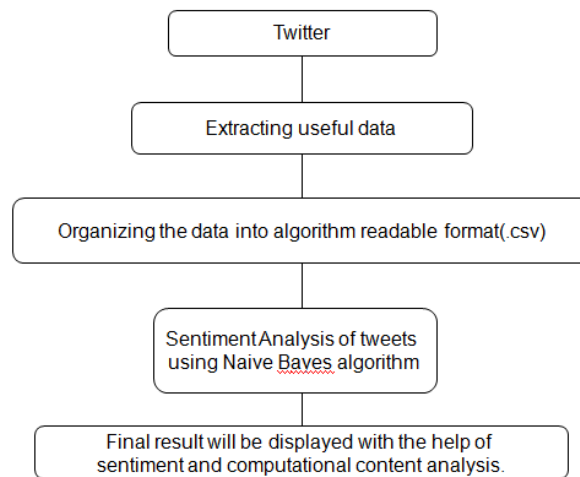 Twitter
Extracting useful data
Organizing the data into algorithm readable format(.csv)
Sentiment Analysis of tweets
using Naive Bayes algorithm
Final result will be displayed with the help of
sentiment and computational content analysis.